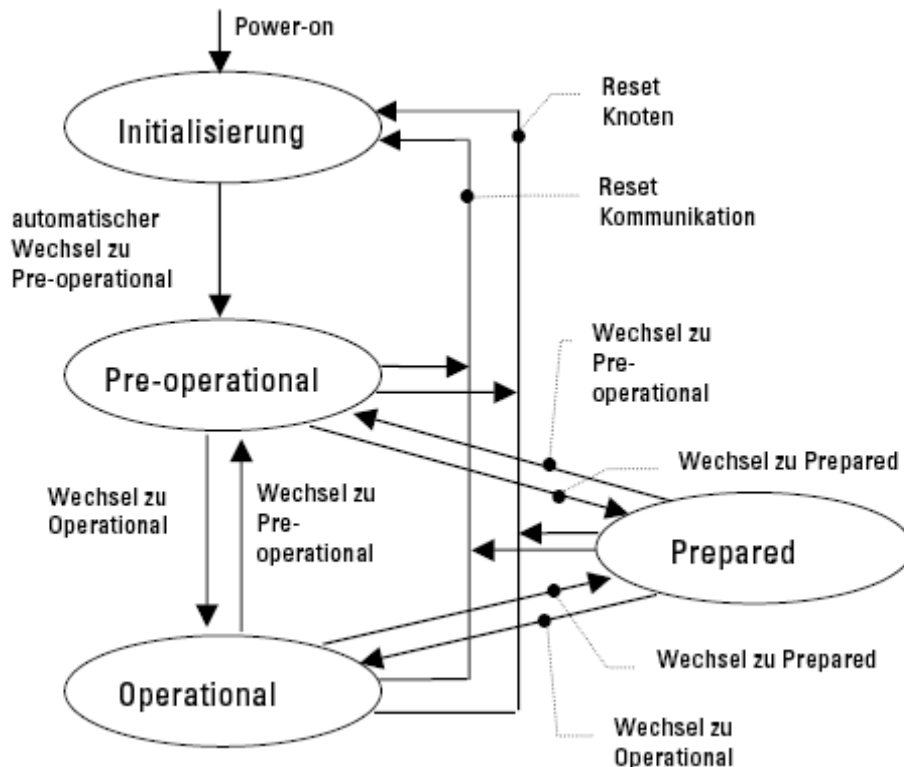 Power-on
Initialisierung
Reset
Knoten
Reset
Kommunikation
automatischer
Wechsel zu
Pre-operational
Pre-operational
Wechsel zu
Pre-
operational
Wechsel zu Prepared
Wechsel zu
Operational
Wechsel zu
Pre-
operational
Prepared
Operational
Wechsel zu Prepared
Wechsel zu
Operational